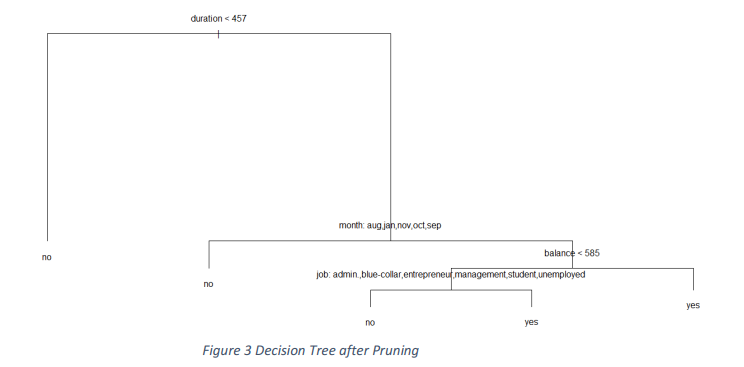 duration < 457
month: aug,jan,nov,oct,sep
no
balance < 585
no
job: admin.,blue-collar,entrepreneur,management,student,unemployed
yes
no
yes
Figure 3 Decision Tree after Pruning